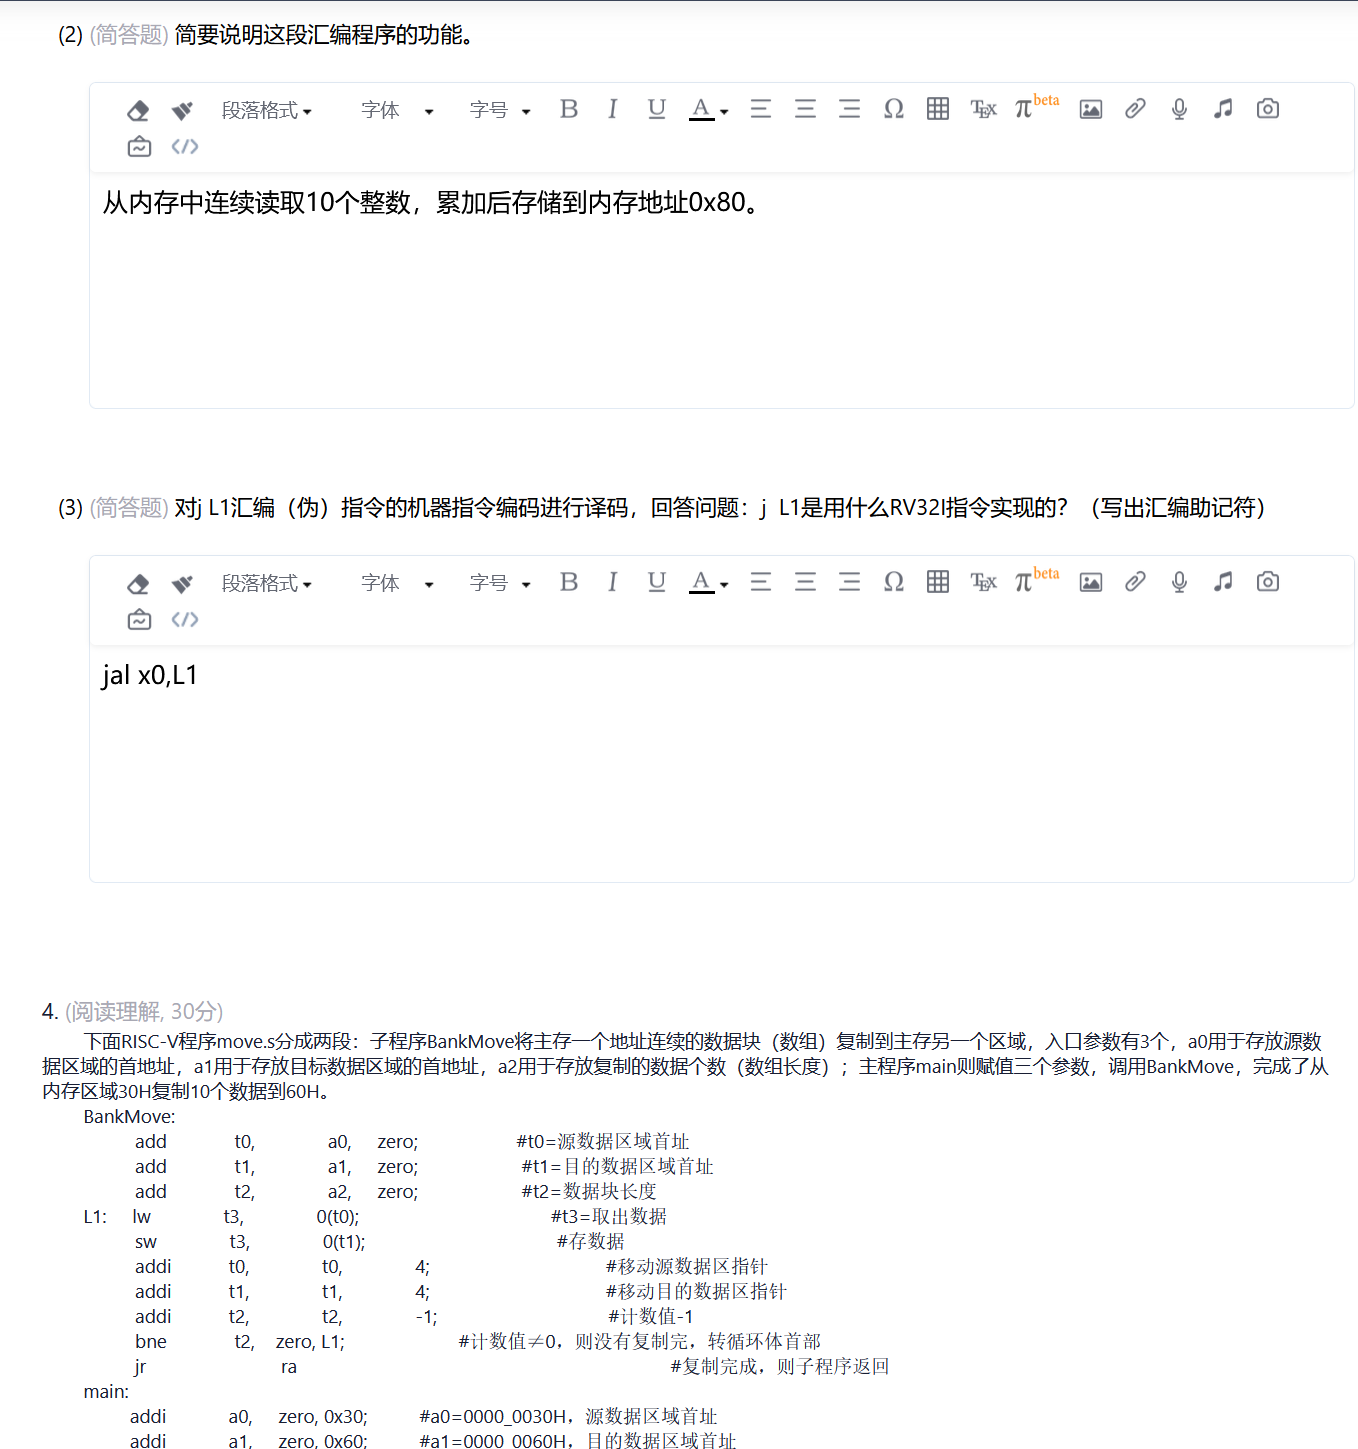 (2) (简答题) 简要说明这段汇编程序的功能。
段落格式 字体 字号 B I U A Ω TEX π beta
从内存中连续读取10个整数，累加后存储到内存地址0x80。
(3) (简答题) 对j L1汇编（伪）指令的机器指令编码进行译码，回答问题：j L1是用什么RV32I指令实现的？（写出汇编助记符）
段落格式 字体 字号 B I U A Ω TEX π beta
jal x0,L1
4. (阅读理解, 30分)
下面RISC-V程序move.s分成两段：子程序BankMove将主存一个地址连续的数据块（数组）复制到主存另一个区域，入口参数有3个，a0用于存放源数
据区域的首地址，a1用于存放目标数据区域的首地址，a2用于存放复制的数据个数（数组长度）；主程序main则赋值三个参数，调用BankMove，完成了从
内存区域30H复制10个数据到60H。
BankMove:
add t0, a0, zero; #t0=源数据区域首址
add t1, a1, zero; #t1=目的数据区域首址
add t2, a2, zero; #t2=数据块长度
L1: lw t3, 0(t0); #t3=取出数据
sw t3, 0(t1); #存数据
addi t0, t0, 4; #移动源数据区指针
addi t1, t1, 4; #移动目的数据区指针
addi t2, t2, -1; #计数值-1
bne t2, zero, L1; #计数值≠0，则没有复制完，转循环体首部
jr ra #复制完成，则子程序返回
main:
addi a0, zero, 0x30; #a0=0000_0030H，源数据区域首址
addi a1, zero, 0x60; #a1=0000_0060H，目的数据区域首址